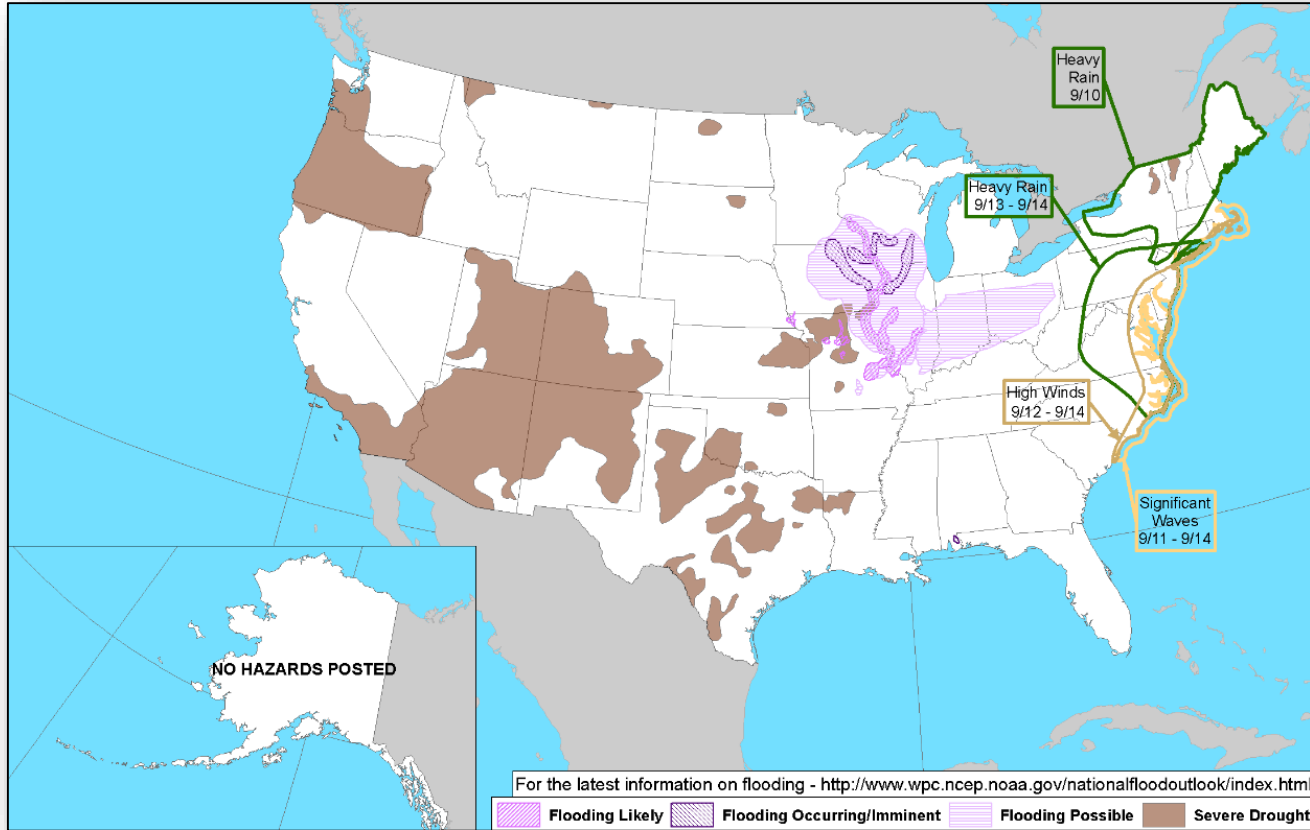 Heavy
Rain
9/10
Heavy Rain
9/13 - 9/14
High Winds
9/12 - 9/14
Significant
Waves
9/11 - 9/14
NO HAZARDS POSTED
For the latest information on flooding - http://www.wpc.ncep.noaa.gov/nationalfloodoutlook/index.html
Flooding Likely Flooding Occurring/Imminent Flooding Possible Severe Drought